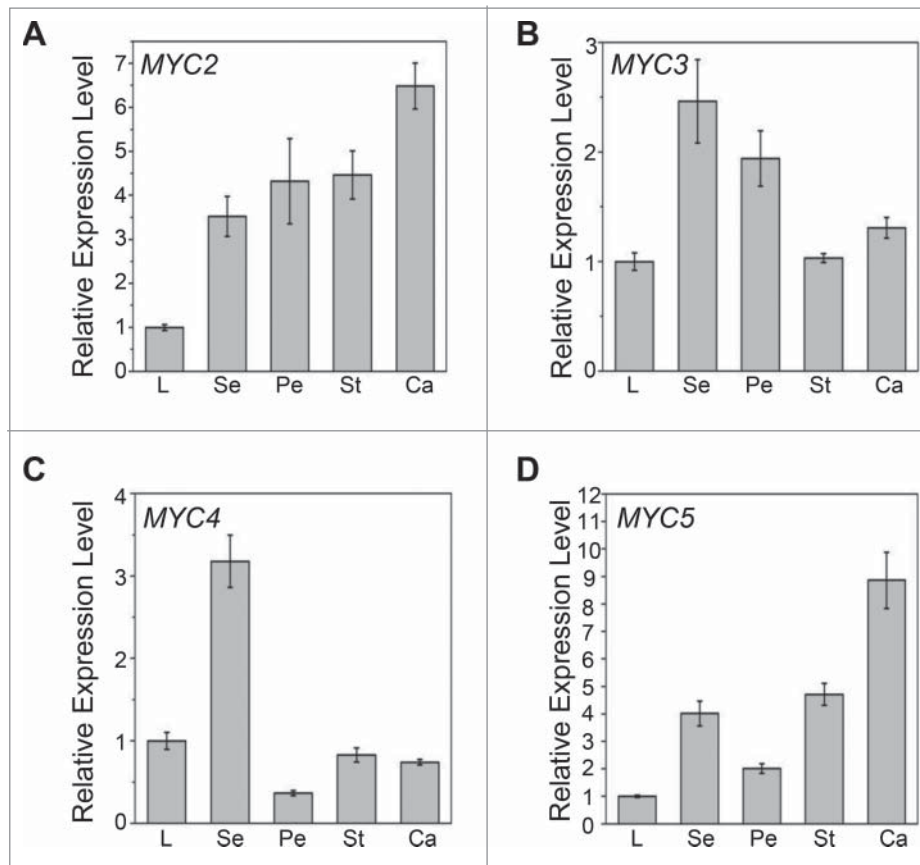 A
MYC2
Relative Expression Level
7
6
5
4
3
2
1
0
L Se Pe St Ca
B
MYC3
Relative Expression Level
3
2
1
0
L Se Pe St Ca
C
MYC4
Relative Expression Level
4
3
2
1
0
L Se Pe St Ca
D
MYC5
Relative Expression Level
12
11
10
9
8
7
6
5
4
3
2
1
0
L Se Pe St Ca